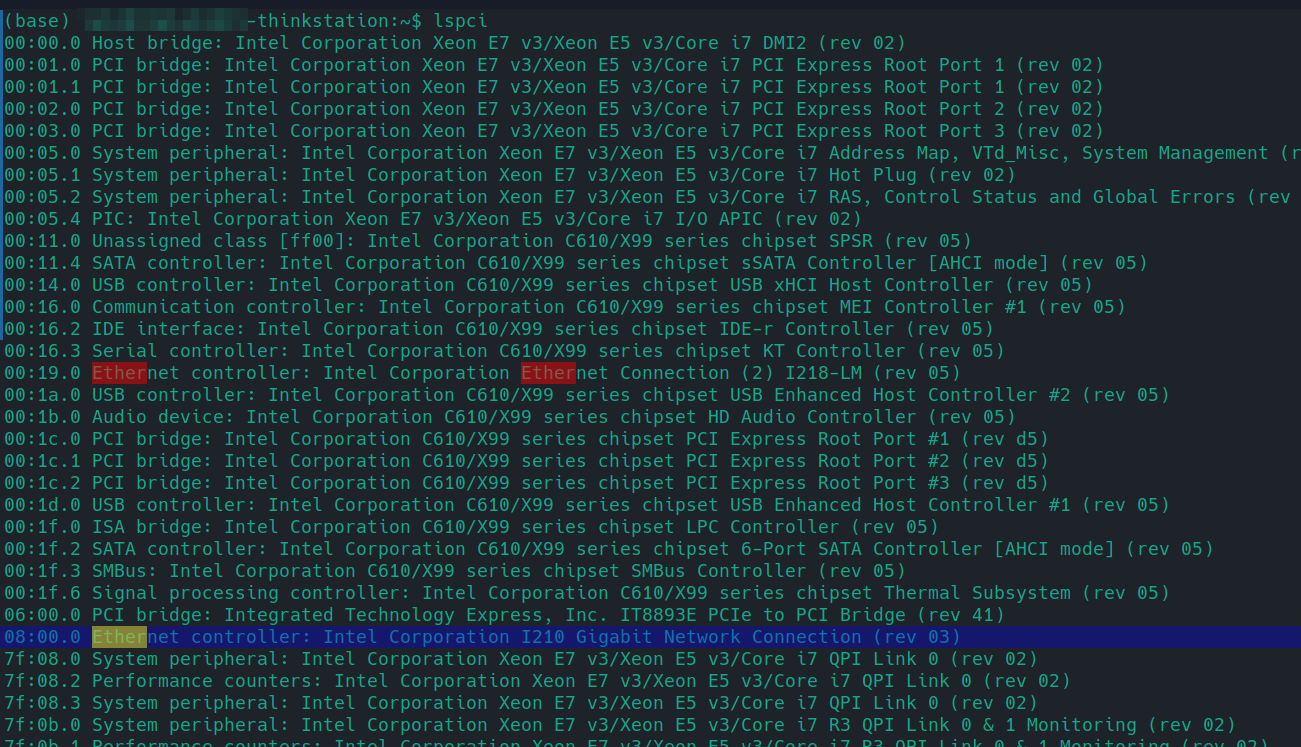 (base) -thinkstation:~$ lspci
00:00.0 Host bridge: Intel Corporation Xeon E7 v3/Xeon E5 v3/Core i7 DMI2 (rev 02)
00:01.0 PCI bridge: Intel Corporation Xeon E7 v3/Xeon E5 v3/Core i7 PCI Express Root Port 1 (rev 02)
00:01.1 PCI bridge: Intel Corporation Xeon E7 v3/Xeon E5 v3/Core i7 PCI Express Root Port 1 (rev 02)
00:02.0 PCI bridge: Intel Corporation Xeon E7 v3/Xeon E5 v3/Core i7 PCI Express Root Port 2 (rev 02)
00:03.0 PCI bridge: Intel Corporation Xeon E7 v3/Xeon E5 v3/Core i7 PCI Express Root Port 3 (rev 02)
00:05.0 System peripheral: Intel Corporation Xeon E7 v3/Xeon E5 v3/Core i7 Address Map, VTd_Misc, System Management (r
00:05.1 System peripheral: Intel Corporation Xeon E7 v3/Xeon E5 v3/Core i7 Hot Plug (rev 02)
00:05.2 System peripheral: Intel Corporation Xeon E7 v3/Xeon E5 v3/Core i7 RAS, Control Status and Global Errors (rev
00:05.4 PIC: Intel Corporation Xeon E7 v3/Xeon E5 v3/Core i7 I/O APIC (rev 02)
00:11.0 Unassigned class [ff00]: Intel Corporation C610/X99 series chipset SPSR (rev 05)
00:11.4 SATA controller: Intel Corporation C610/X99 series chipset sSATA Controller [AHCI mode] (rev 05)
00:14.0 USB controller: Intel Corporation C610/X99 series chipset USB xHCI Host Controller (rev 05)
00:16.0 Communication controller: Intel Corporation C610/X99 series chipset MEI Controller #1 (rev 05)
00:16.2 IDE interface: Intel Corporation C610/X99 series chipset IDE-r Controller (rev 05)
00:16.3 Serial controller: Intel Corporation C610/X99 series chipset KT Controller (rev 05)
00:19.0 Ethernet controller: Intel Corporation Ethernet Connection (2) I218-LM (rev 05)
00:1a.0 USB controller: Intel Corporation C610/X99 series chipset USB Enhanced Host Controller #2 (rev 05)
00:1b.0 Audio device: Intel Corporation C610/X99 series chipset HD Audio Controller (rev 05)
00:1c.0 PCI bridge: Intel Corporation C610/X99 series chipset PCI Express Root Port #1 (rev d5)
00:1c.1 PCI bridge: Intel Corporation C610/X99 series chipset PCI Express Root Port #2 (rev d5)
00:1c.2 PCI bridge: Intel Corporation C610/X99 series chipset PCI Express Root Port #3 (rev d5)
00:1d.0 USB controller: Intel Corporation C610/X99 series chipset USB Enhanced Host Controller #1 (rev 05)
00:1f.0 ISA bridge: Intel Corporation C610/X99 series chipset LPC Controller (rev 05)
00:1f.2 SATA controller: Intel Corporation C610/X99 series chipset 6-Port SATA Controller [AHCI mode] (rev 05)
00:1f.3 SMBus: Intel Corporation C610/X99 series chipset SMBus Controller (rev 05)
00:1f.6 Signal processing controller: Intel Corporation C610/X99 series chipset Thermal Subsystem (rev 05)
06:00.0 PCI bridge: Integrated Technology Express, Inc. IT8893E PCIe to PCI Bridge (rev 41)
08:00.0 Ethernet controller: Intel Corporation I210 Gigabit Network Connection (rev 03)
7f:08.0 System peripheral: Intel Corporation Xeon E7 v3/Xeon E5 v3/Core i7 QPI Link 0 (rev 02)
7f:08.2 Performance counters: Intel Corporation Xeon E7 v3/Xeon E5 v3/Core i7 QPI Link 0 (rev 02)
7f:08.3 System peripheral: Intel Corporation Xeon E7 v3/Xeon E5 v3/Core i7 QPI Link 0 (rev 02)
7f:0b.0 System peripheral: Intel Corporation Xeon E7 v3/Xeon E5 v3/Core i7 R3 QPI Link 0 & 1 Monitoring (rev 02)
7f:0b.1 Performance counters: Intel Corporation Xeon E7 v3/Xeon E5 v3/Core i7 R3 QPI Link 0 & 1 Monitoring (rev 02)